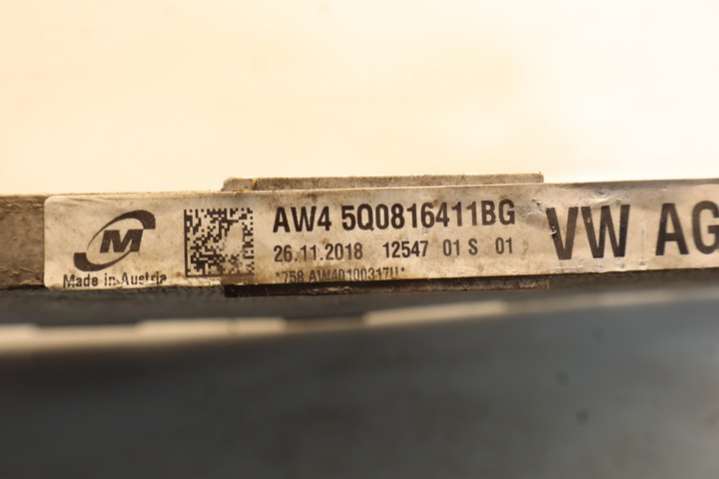 M
Made in Austria
AW4 5Q0816411BG
26.11.2018 12547 01 S 01
VW AG